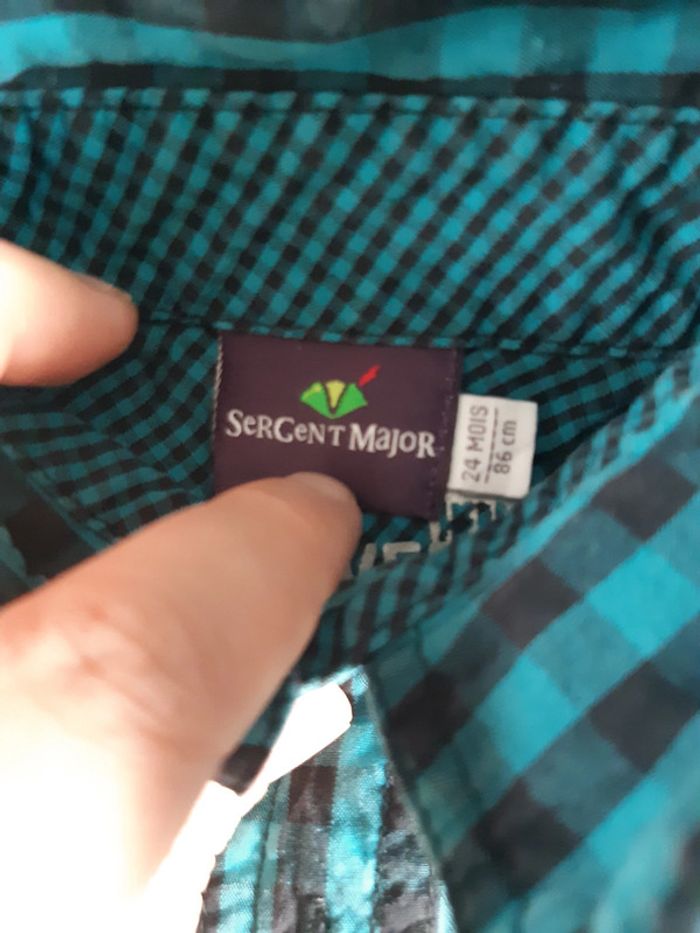 SeRGeNT MaJoR
24 MOIS
86 cm